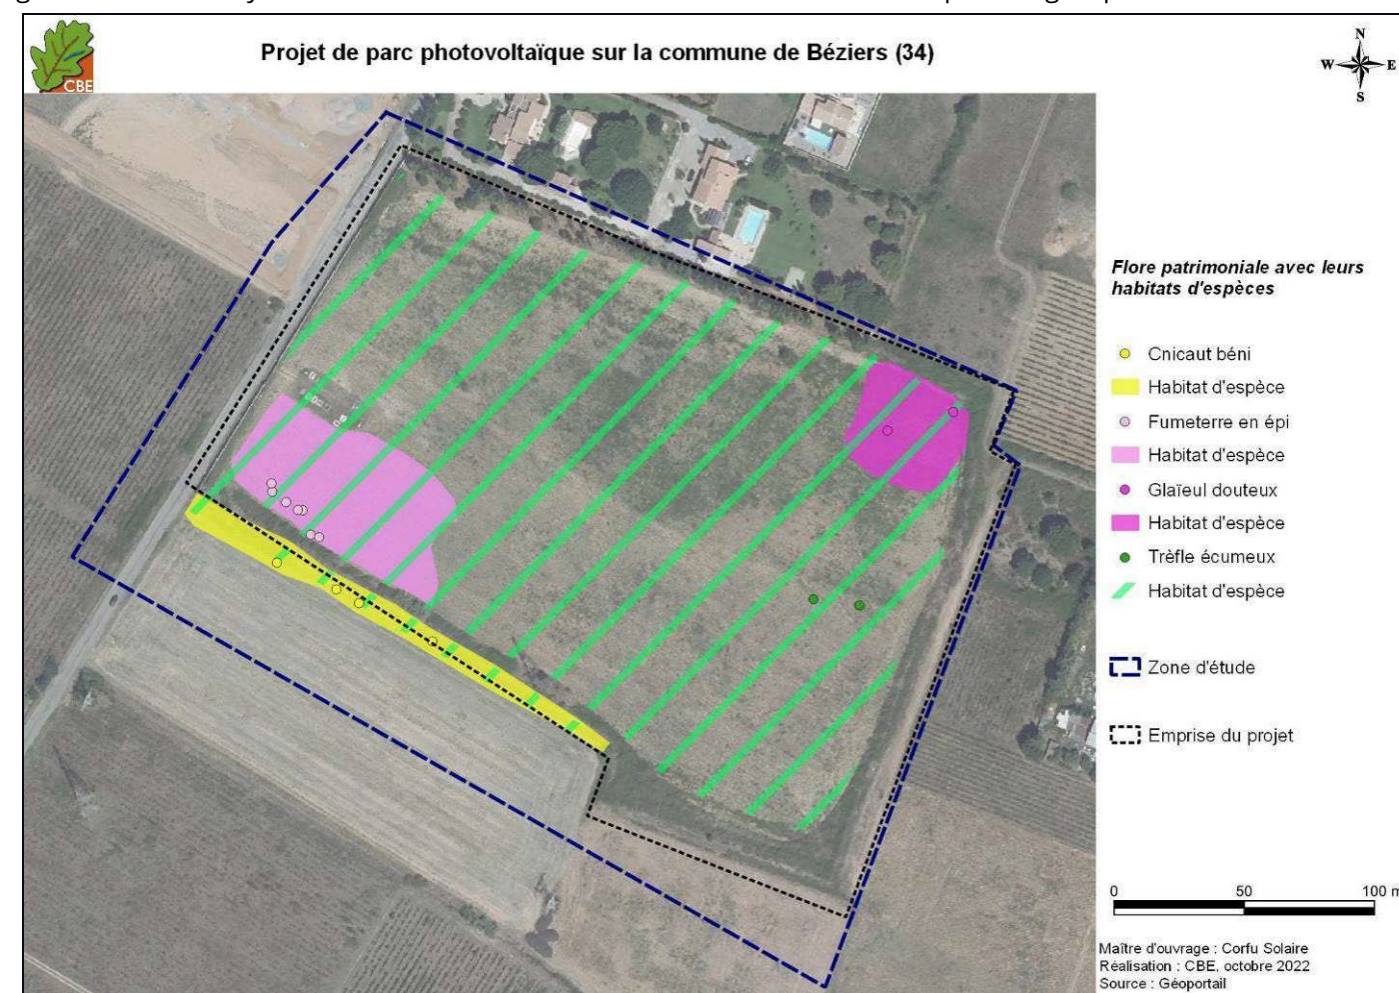 Projet de parc photovoltaïque sur la commune de Béziers (34)
CBE
N
W E
S
Flore patrimoniale avec leurs
habitats d'espèces
Cnicaut béni
Habitat d'espèce
Fumeterre en épi
Habitat d'espèce
Glaïeul douteux
Habitat d'espèce
Trèfle écumeux
Habitat d'espèce
Zone d'étude
Emprise du projet
0 50 100 m
Maître d'ouvrage : Corfu Solaire
Réalisation : CBE, octobre 2022
Source : Géoportail